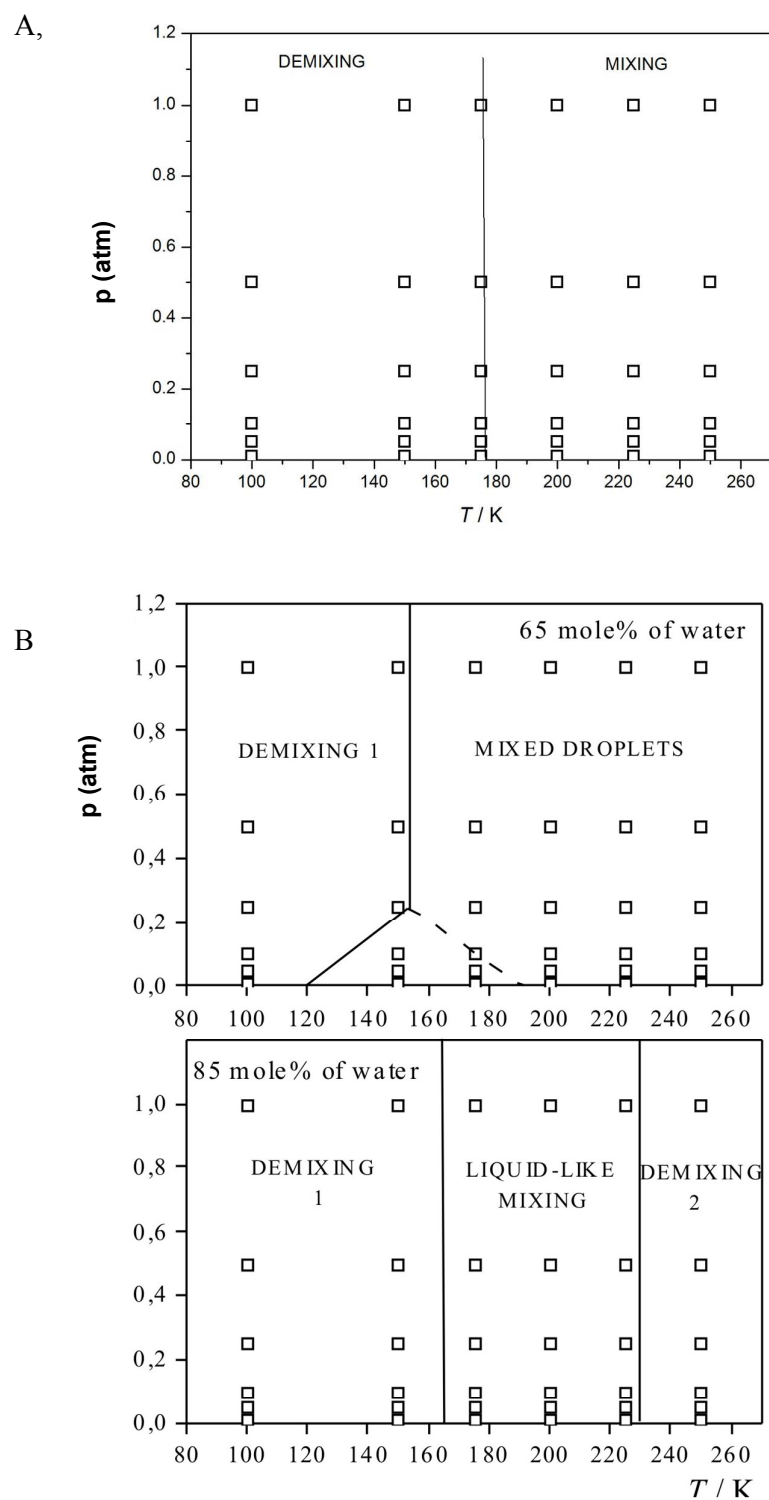 A,
1.2
DEMIXING
MIXING
1.0
0.8
p (atm)
0.6
0.4
0.2
0.0
80 100 120 140 160 180 200 220 240 260
T / K
B
1,2
65 mole% of water
1,0
0,8
p (atm)
DEMIXING 1
MIXED DROPLETS
0,6
0,4
0,2
0,0
80 100 120 140 160 180 200 220 240 260
85 mole% of water
1,0
0,8
DEMIXING
1
LIQUID-LIKE
MIXING
DEMIXING
2
0,6
0,4
0,2
0,0
80 100 120 140 160 180 200 220 240 260
T / K